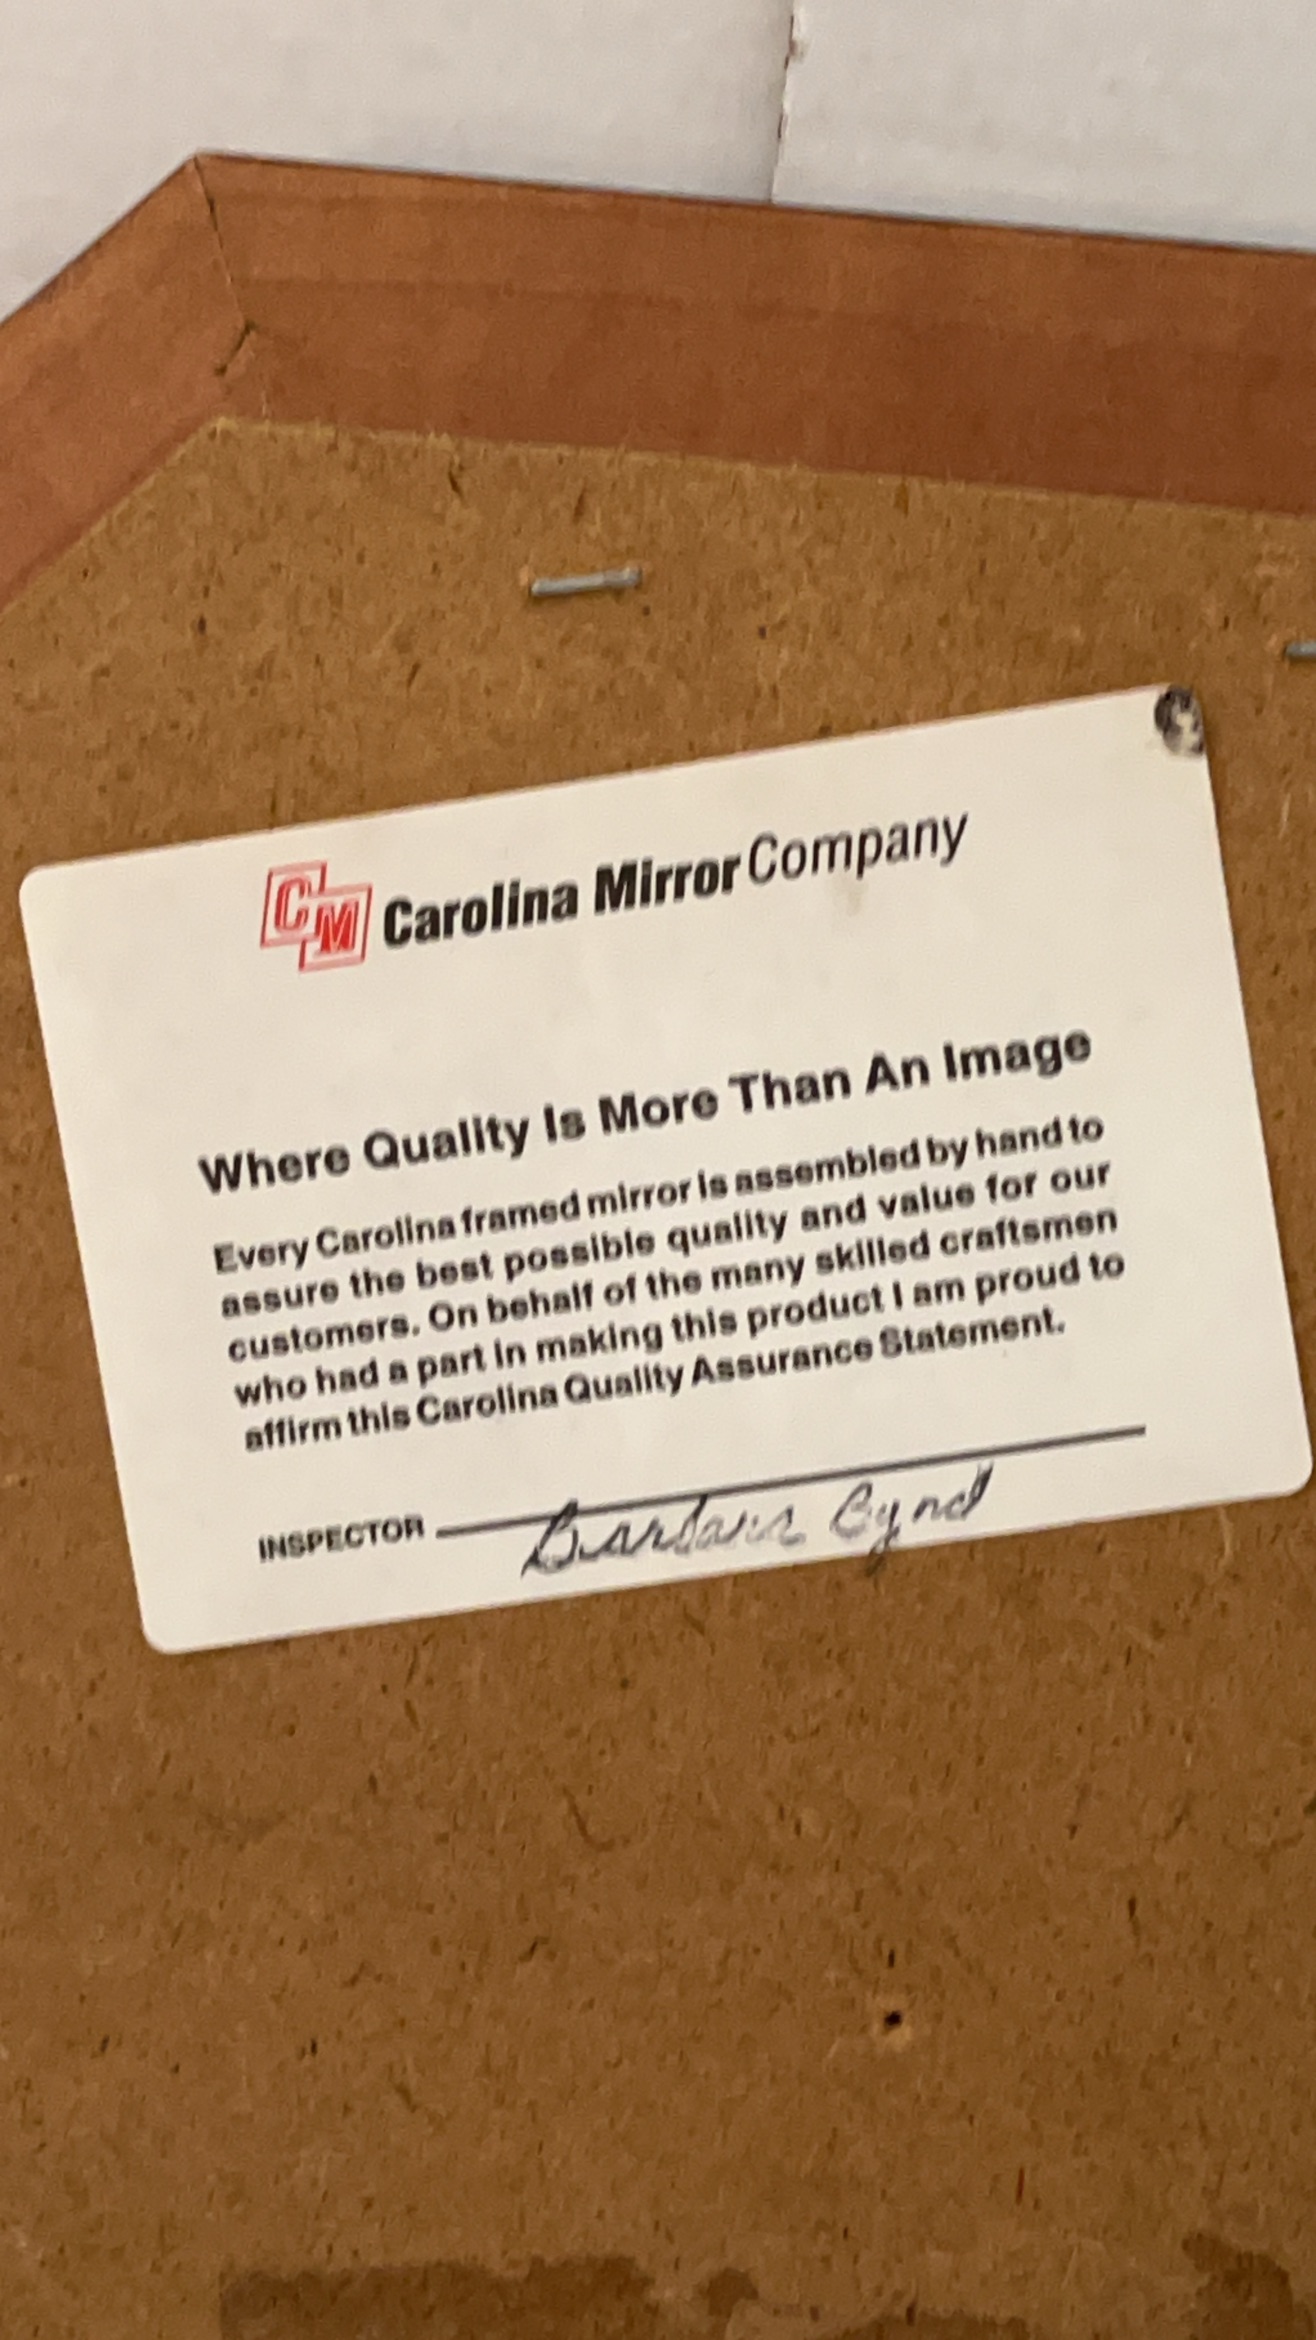 CM Carolina Mirror Company
Where Quality Is More Than An Image
Every Carolina framed mirror is assembled by hand to
assure the best possible quality and value for our
customers. On behalf of the many skilled craftsmen
who had a part in making this product I am proud to
affirm this Carolina Quality Assurance Statement.
INSPECTOR Barbara